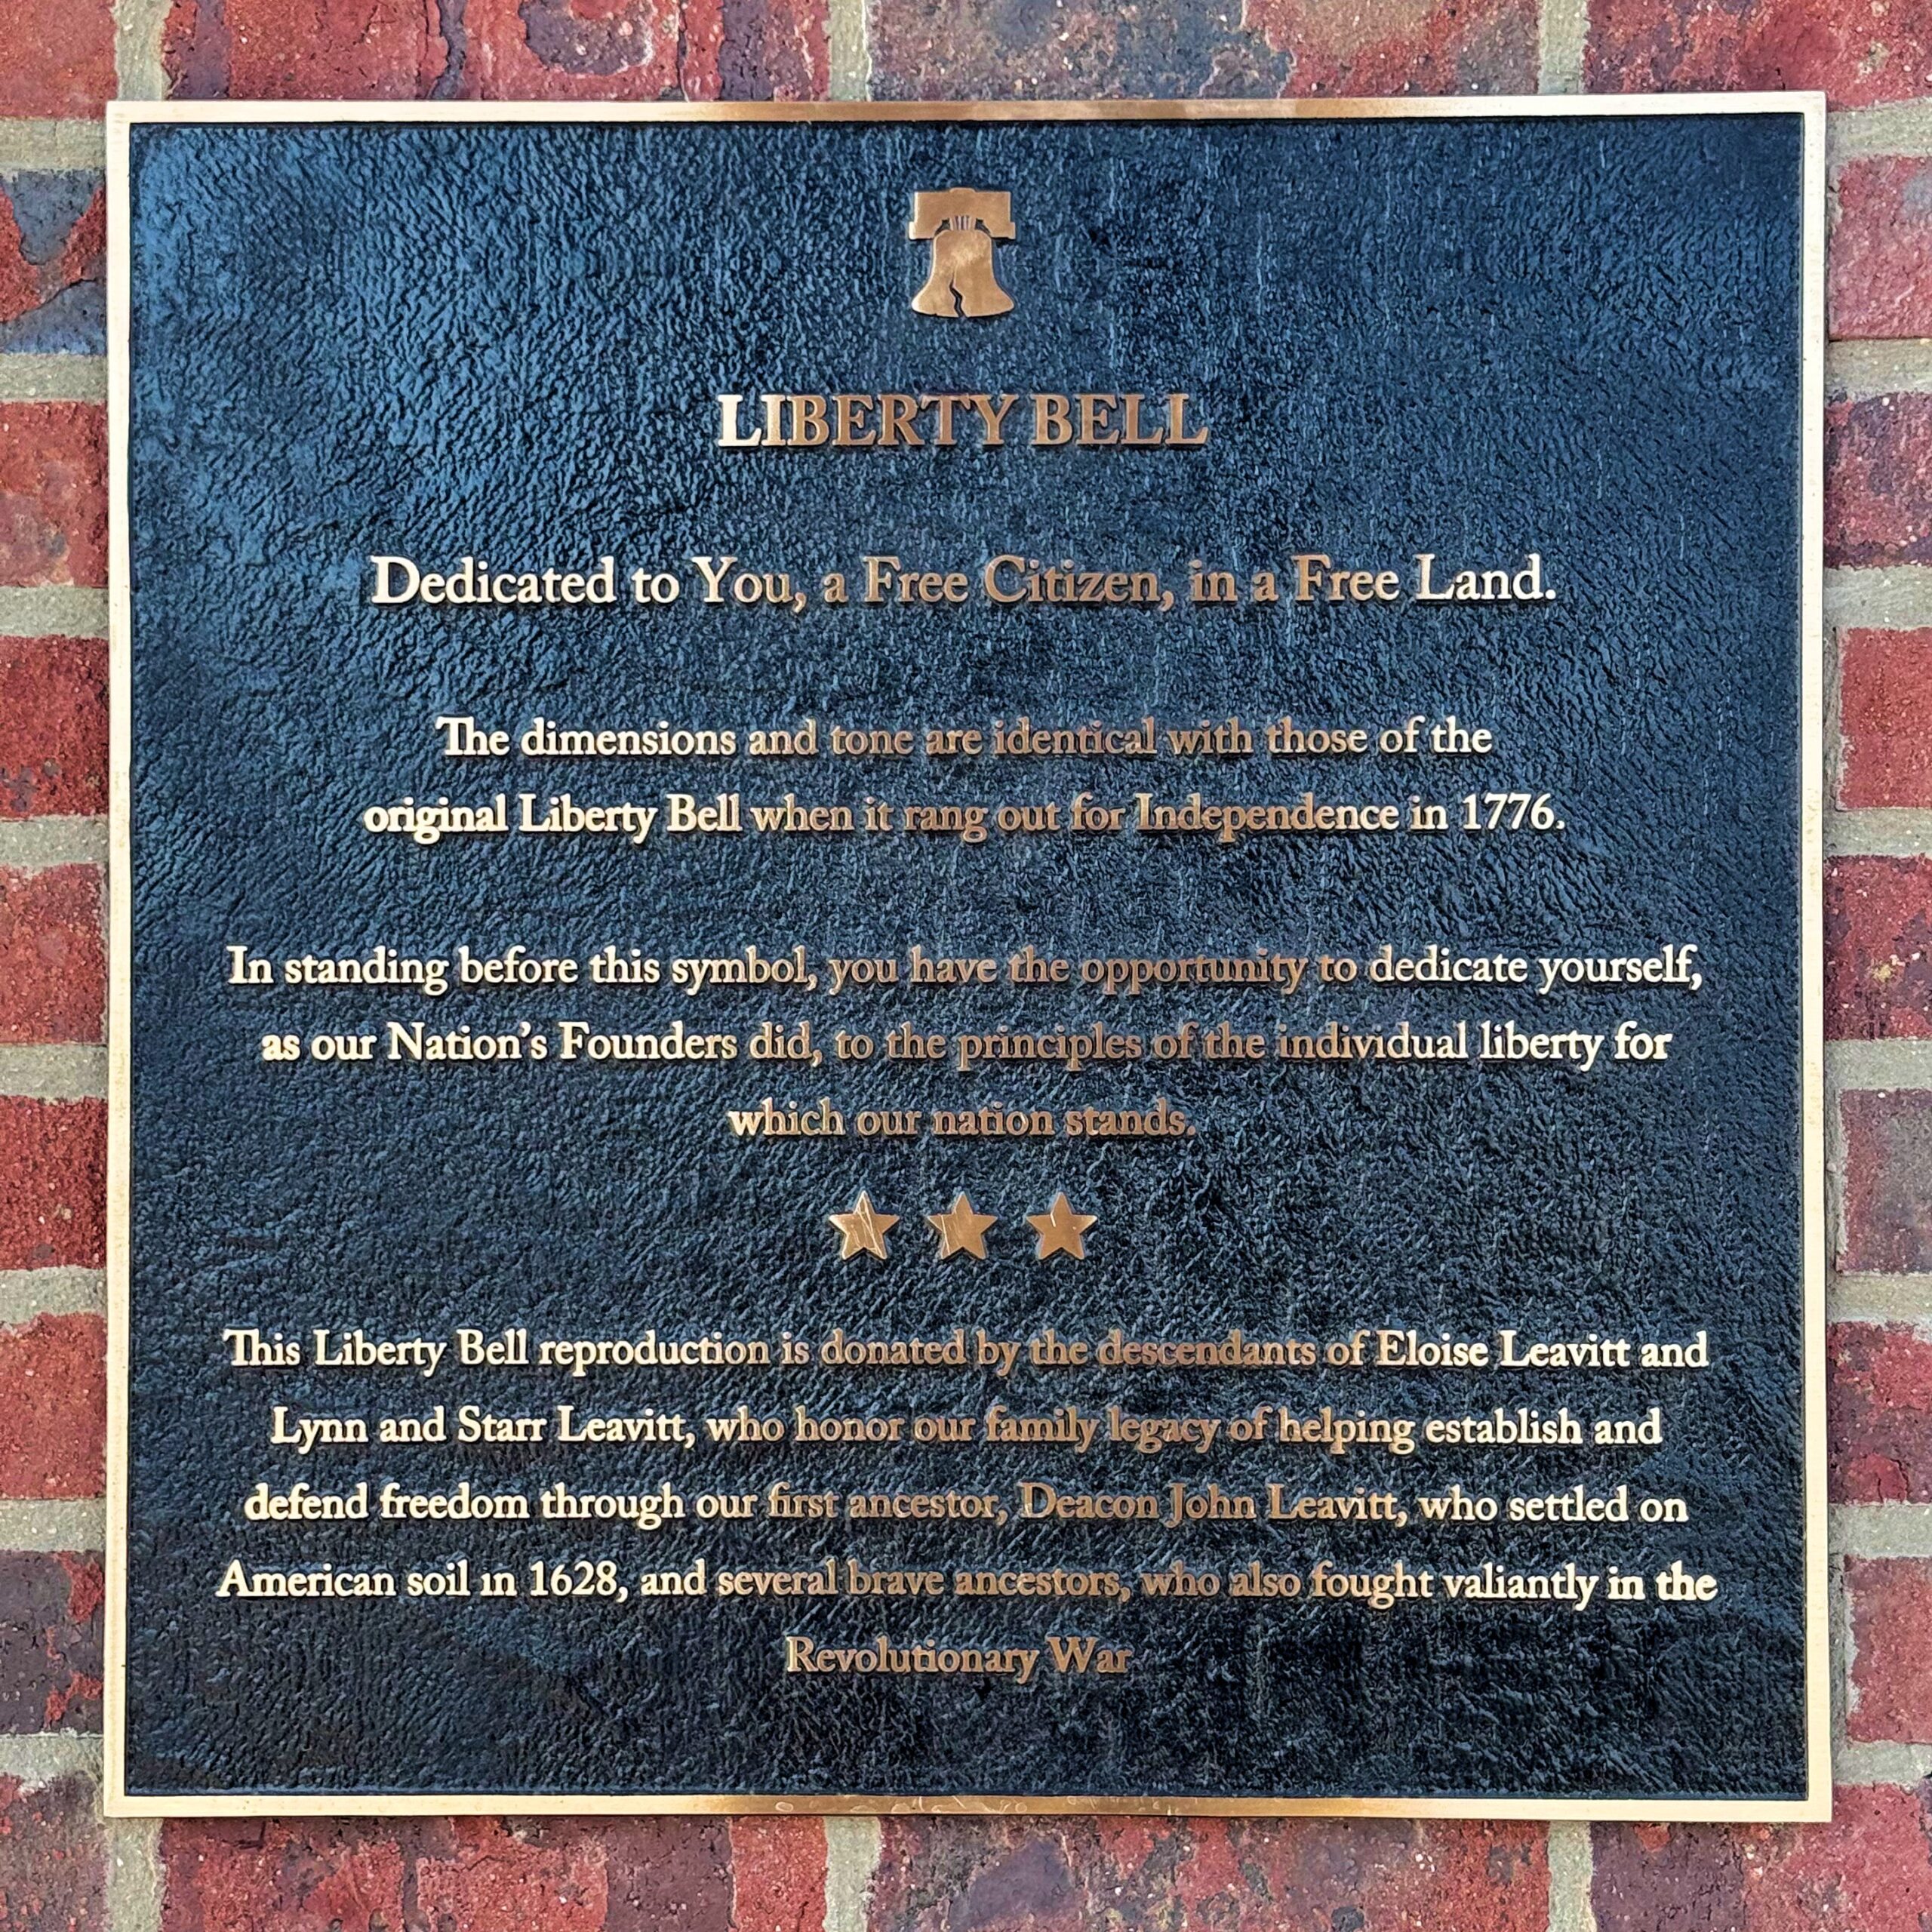 LIBERTY BELL
Dedicated to You, a Free Citizen, in a Free Land.
The dimensions and tone are identical with those of the
original Liberty Bell when it rang out for Independence in 1776.
In standing before this symbol, you have the opportunity to dedicate yourself,
as our Nation's Founders did, to the principles of the individual liberty for
which our nation stands.
This Liberty Bell reproduction is donated by the descendants of Eloise Leavitt and
Lynn and Starr Leavitt, who honor our family legacy of helping establish and
defend freedom through our first ancestor, Deacon John Leavitt, who settled on
American soil in 1628, and several brave ancestors, who also fought valiantly in the
Revolutionary War